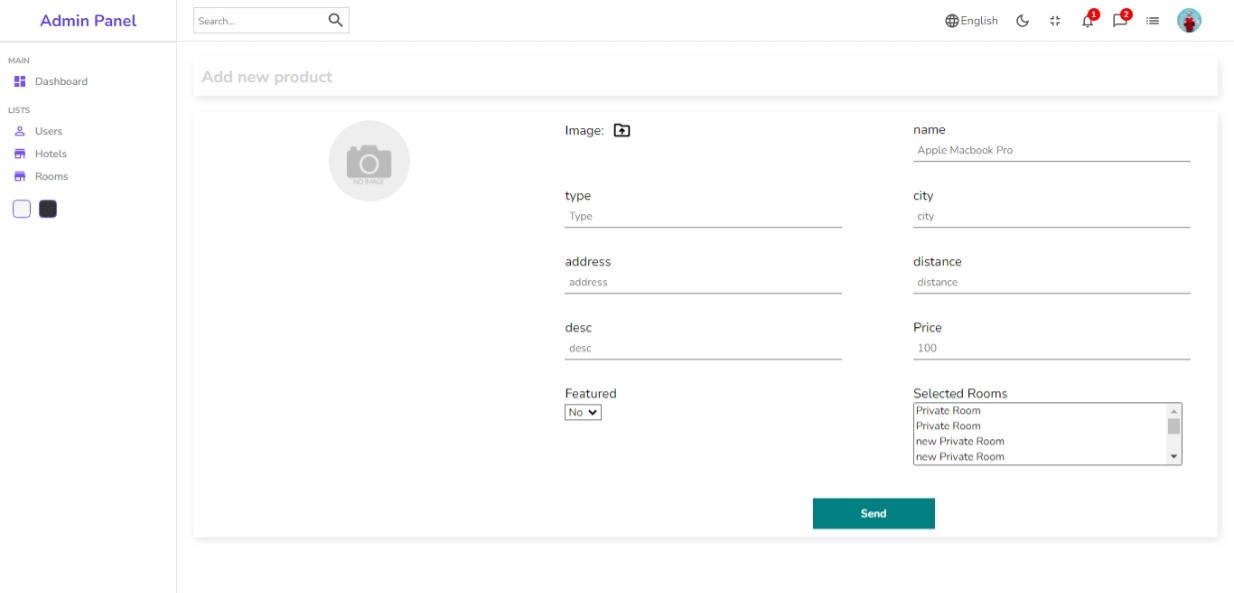 Admin Panel
Search...
English
1
2
MAIN
Dashboard
LISTS
Users
Hotels
Rooms
Add new product
NO IMAGE
Image:
name
Apple Macbook Pro
type
Type
city
city
address
address
distance
distance
desc
desc
Price
100
Featured
No
Selected Rooms
Private Room
Private Room
new Private Room
new Private Room
Send